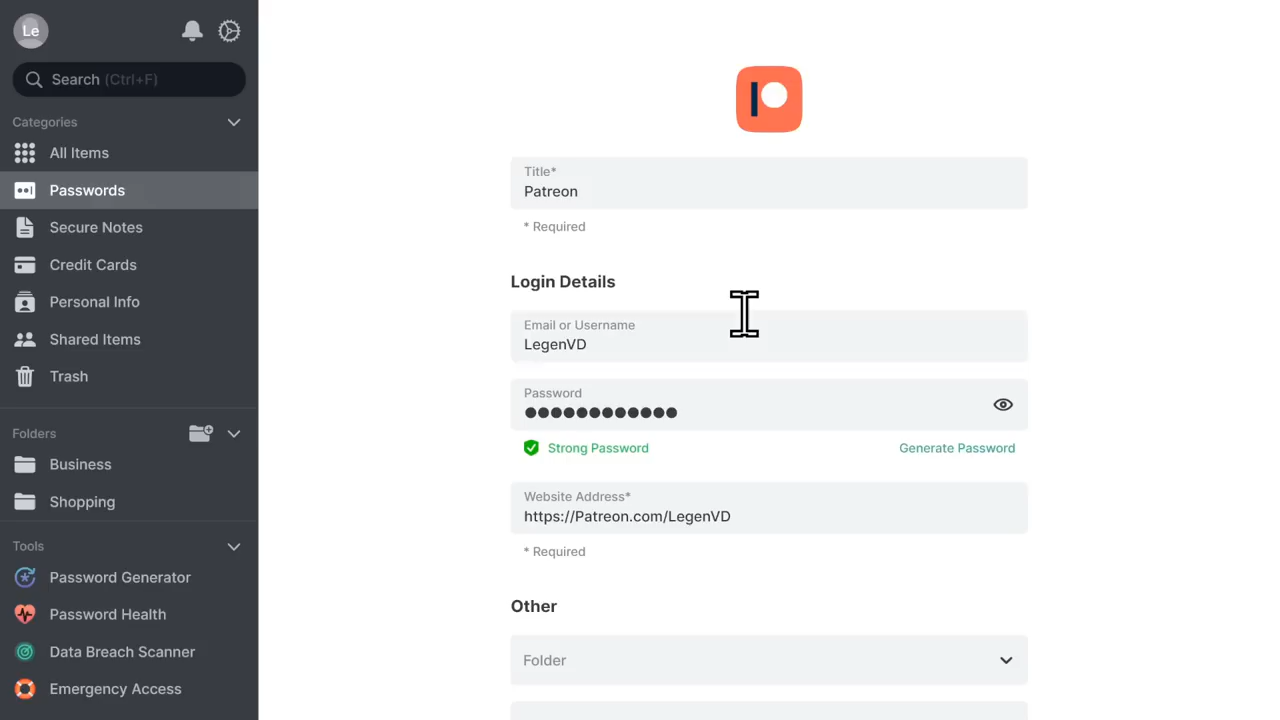 Le
Search (Ctrl+F)
Categories
All Items
Passwords
Secure Notes
Credit Cards
Personal Info
Shared Items
Trash
Folders
Business
Shopping
Tools
Password Generator
Password Health
Data Breach Scanner
Emergency Access
Title*
Patreon
* Required
Login Details
Email or Username
LegenVD
Password
●●●●●●●●●●●●
Strong Password
Generate Password
Website Address*
https://Patreon.com/LegenVD
* Required
Other
Folder